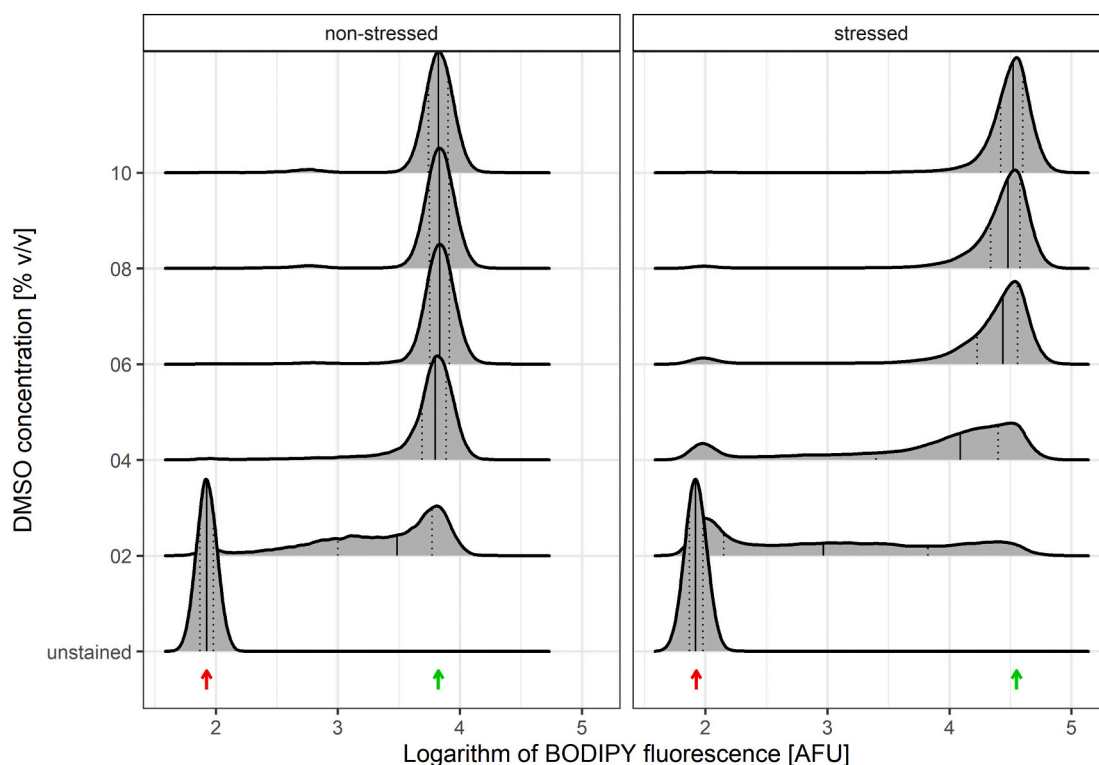 non-stressed
stressed
DMSO concentration [% v/v]
10
08
06
04
02
unstained
2
3
4
5
2
3
4
5
Logarithm of BODIPY fluorescence [AFU]